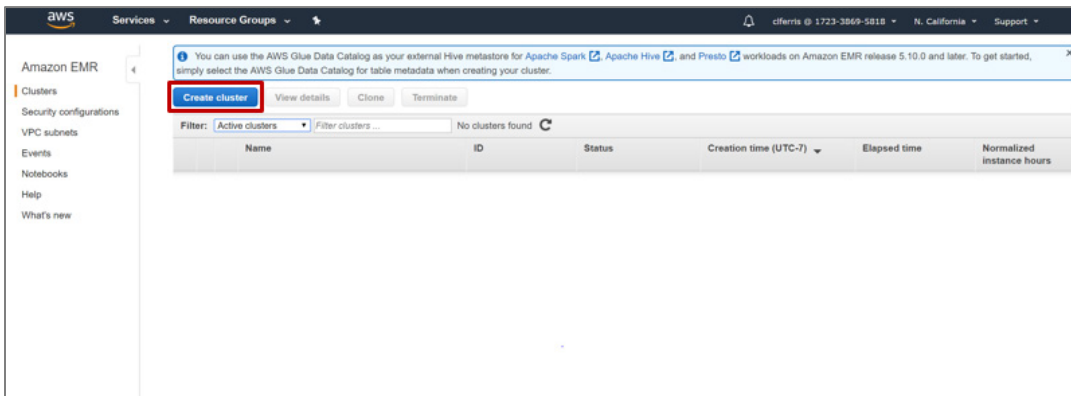 aws
Services
Resource Groups
ciferris @ 1723-3869-5818
N. California
Support
Amazon EMR
Clusters
Security configurations
VPC subnets
Events
Notebooks
Help
What's new
You can use the AWS Glue Data Catalog as your external Hive metastore for Apache Spark, Apache Hive, and Presto workloads on Amazon EMR release 5.10.0 and later. To get started,
simply select the AWS Glue Data Catalog for table metadata when creating your cluster.
Create cluster View details Clone Terminate
Filter: Active clusters Filter clusters ... No clusters found
Name ID Status Creation time (UTC-7) Elapsed time Normalized
instance hours